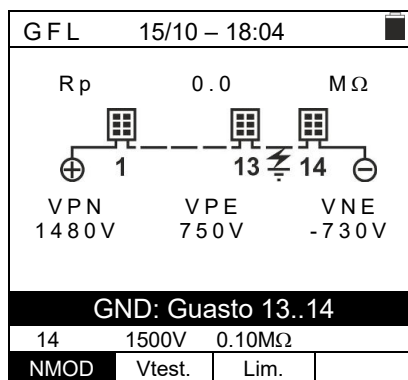 GFL 15/10 – 18:04
Rp 0.0 MΩ
1 13 14
VPN VPE VNE
1480V 750V -730V
GND: Guasto 13..14
14 1500V 0.10MΩ
NMOD Vtest. Lim.